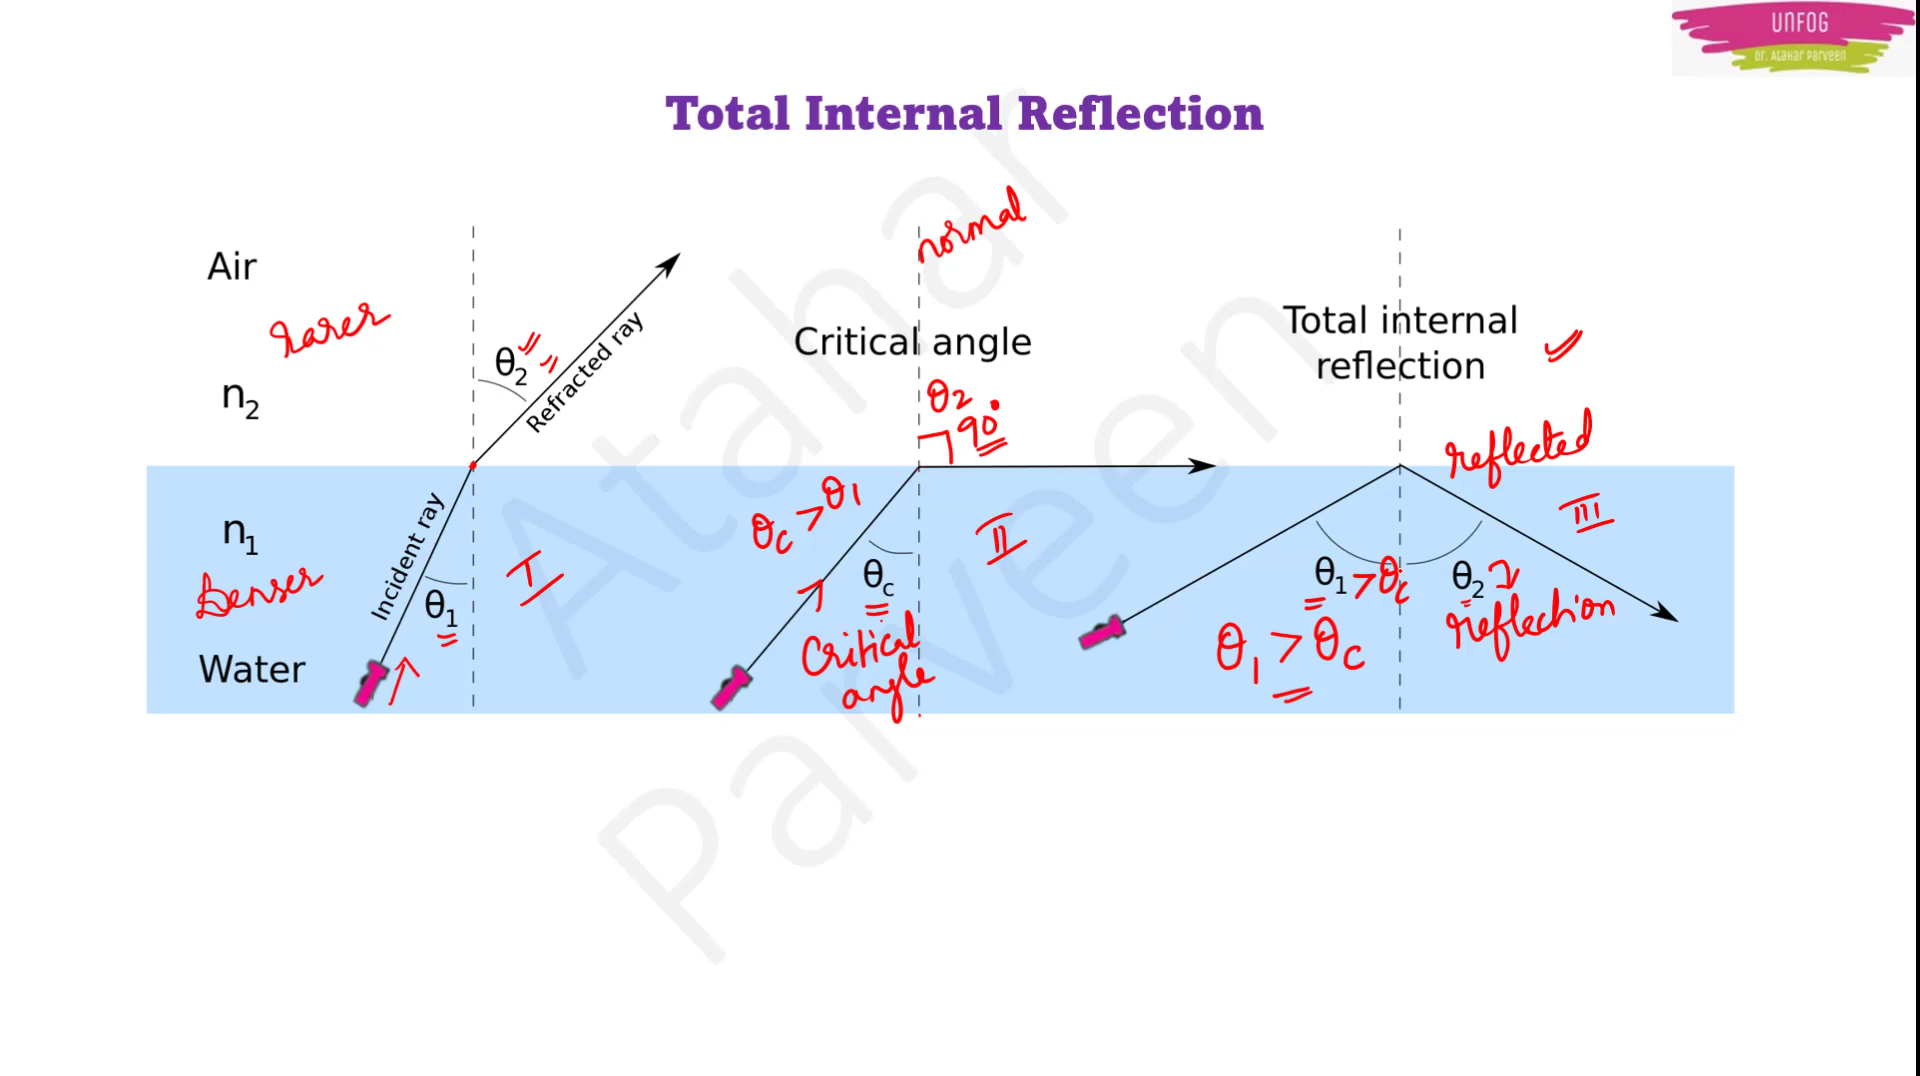 UNFOG
Dr. Atahar Parveen
Total Internal Reflection
Air
rarer
n2
n1
Denser
Water
Incident ray
θ1
θ2
Refracted ray
I
normal
Critical angle
θ2
90°
θc > θ1
θc
Critical
angle
II
Total internal
reflection
reflected
III
θ1 > θc
θ2
reflection
θ1 > θc
Atahar
Parveen